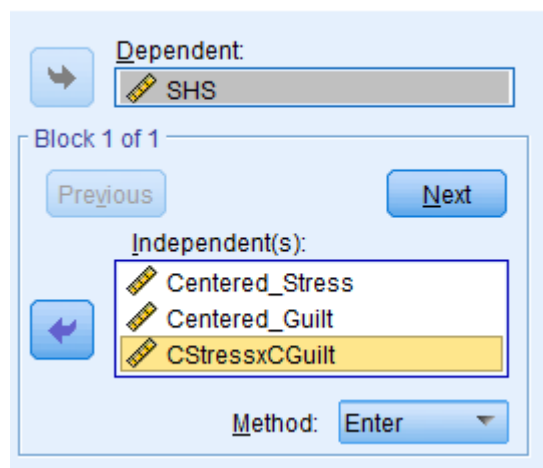 Dependent:
SHS
Block 1 of 1
Previous
Next
Independent(s):
Centered_Stress
Centered_Guilt
CStressxCGuilt
Method:
Enter